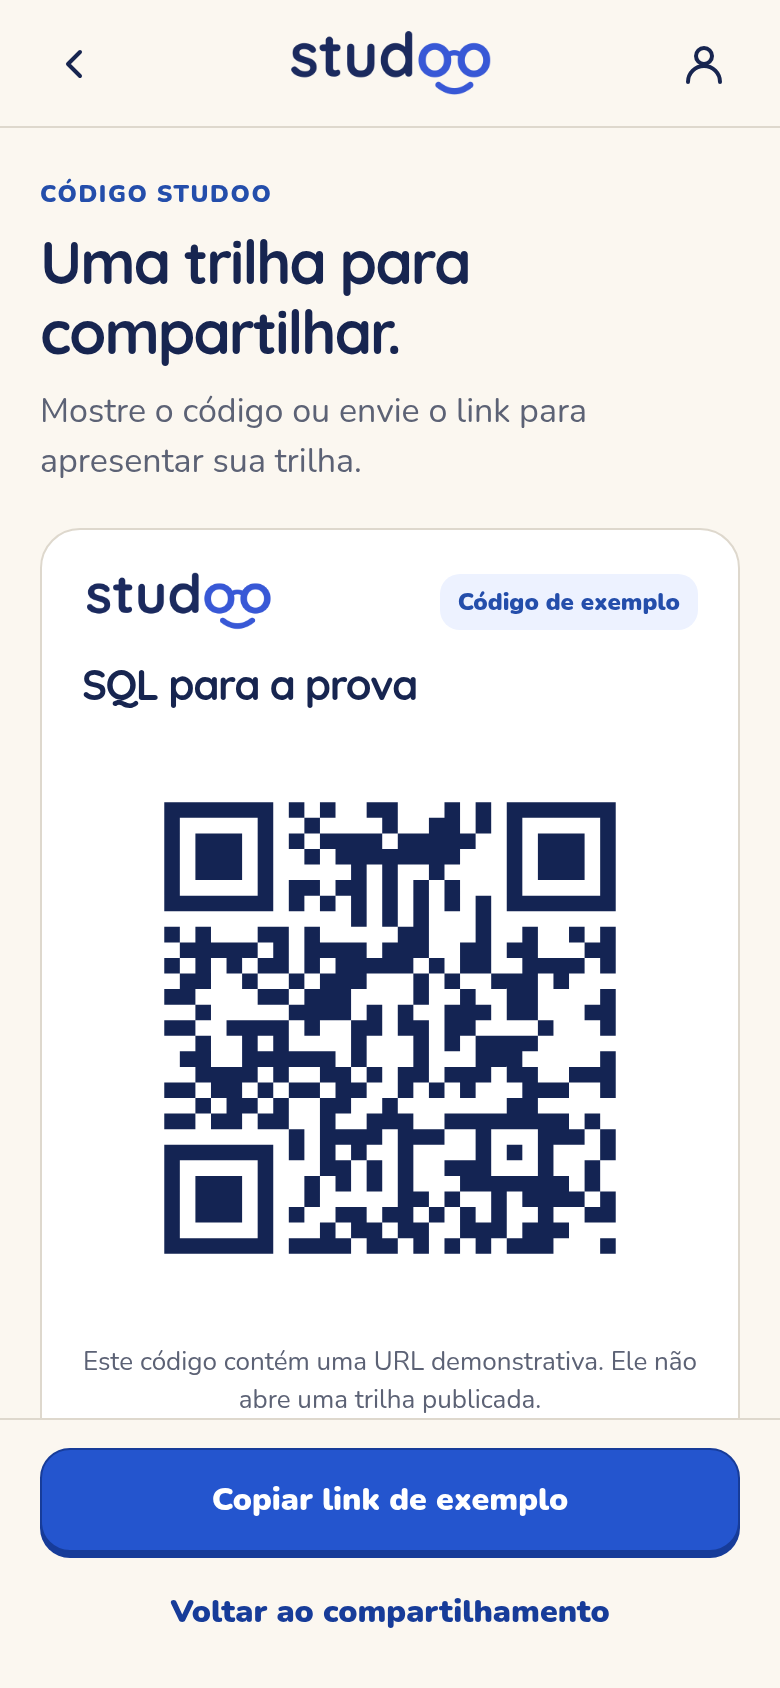 studoo
CÓDIGO STUDOO
Uma trilha para
compartilhar.
Mostre o código ou envie o link para
apresentar sua trilha.
studoo
Código de exemplo
SQL para a prova
Este código contém uma URL demonstrativa. Ele não
abre uma trilha publicada.
Copiar link de exemplo
Voltar ao compartilhamento